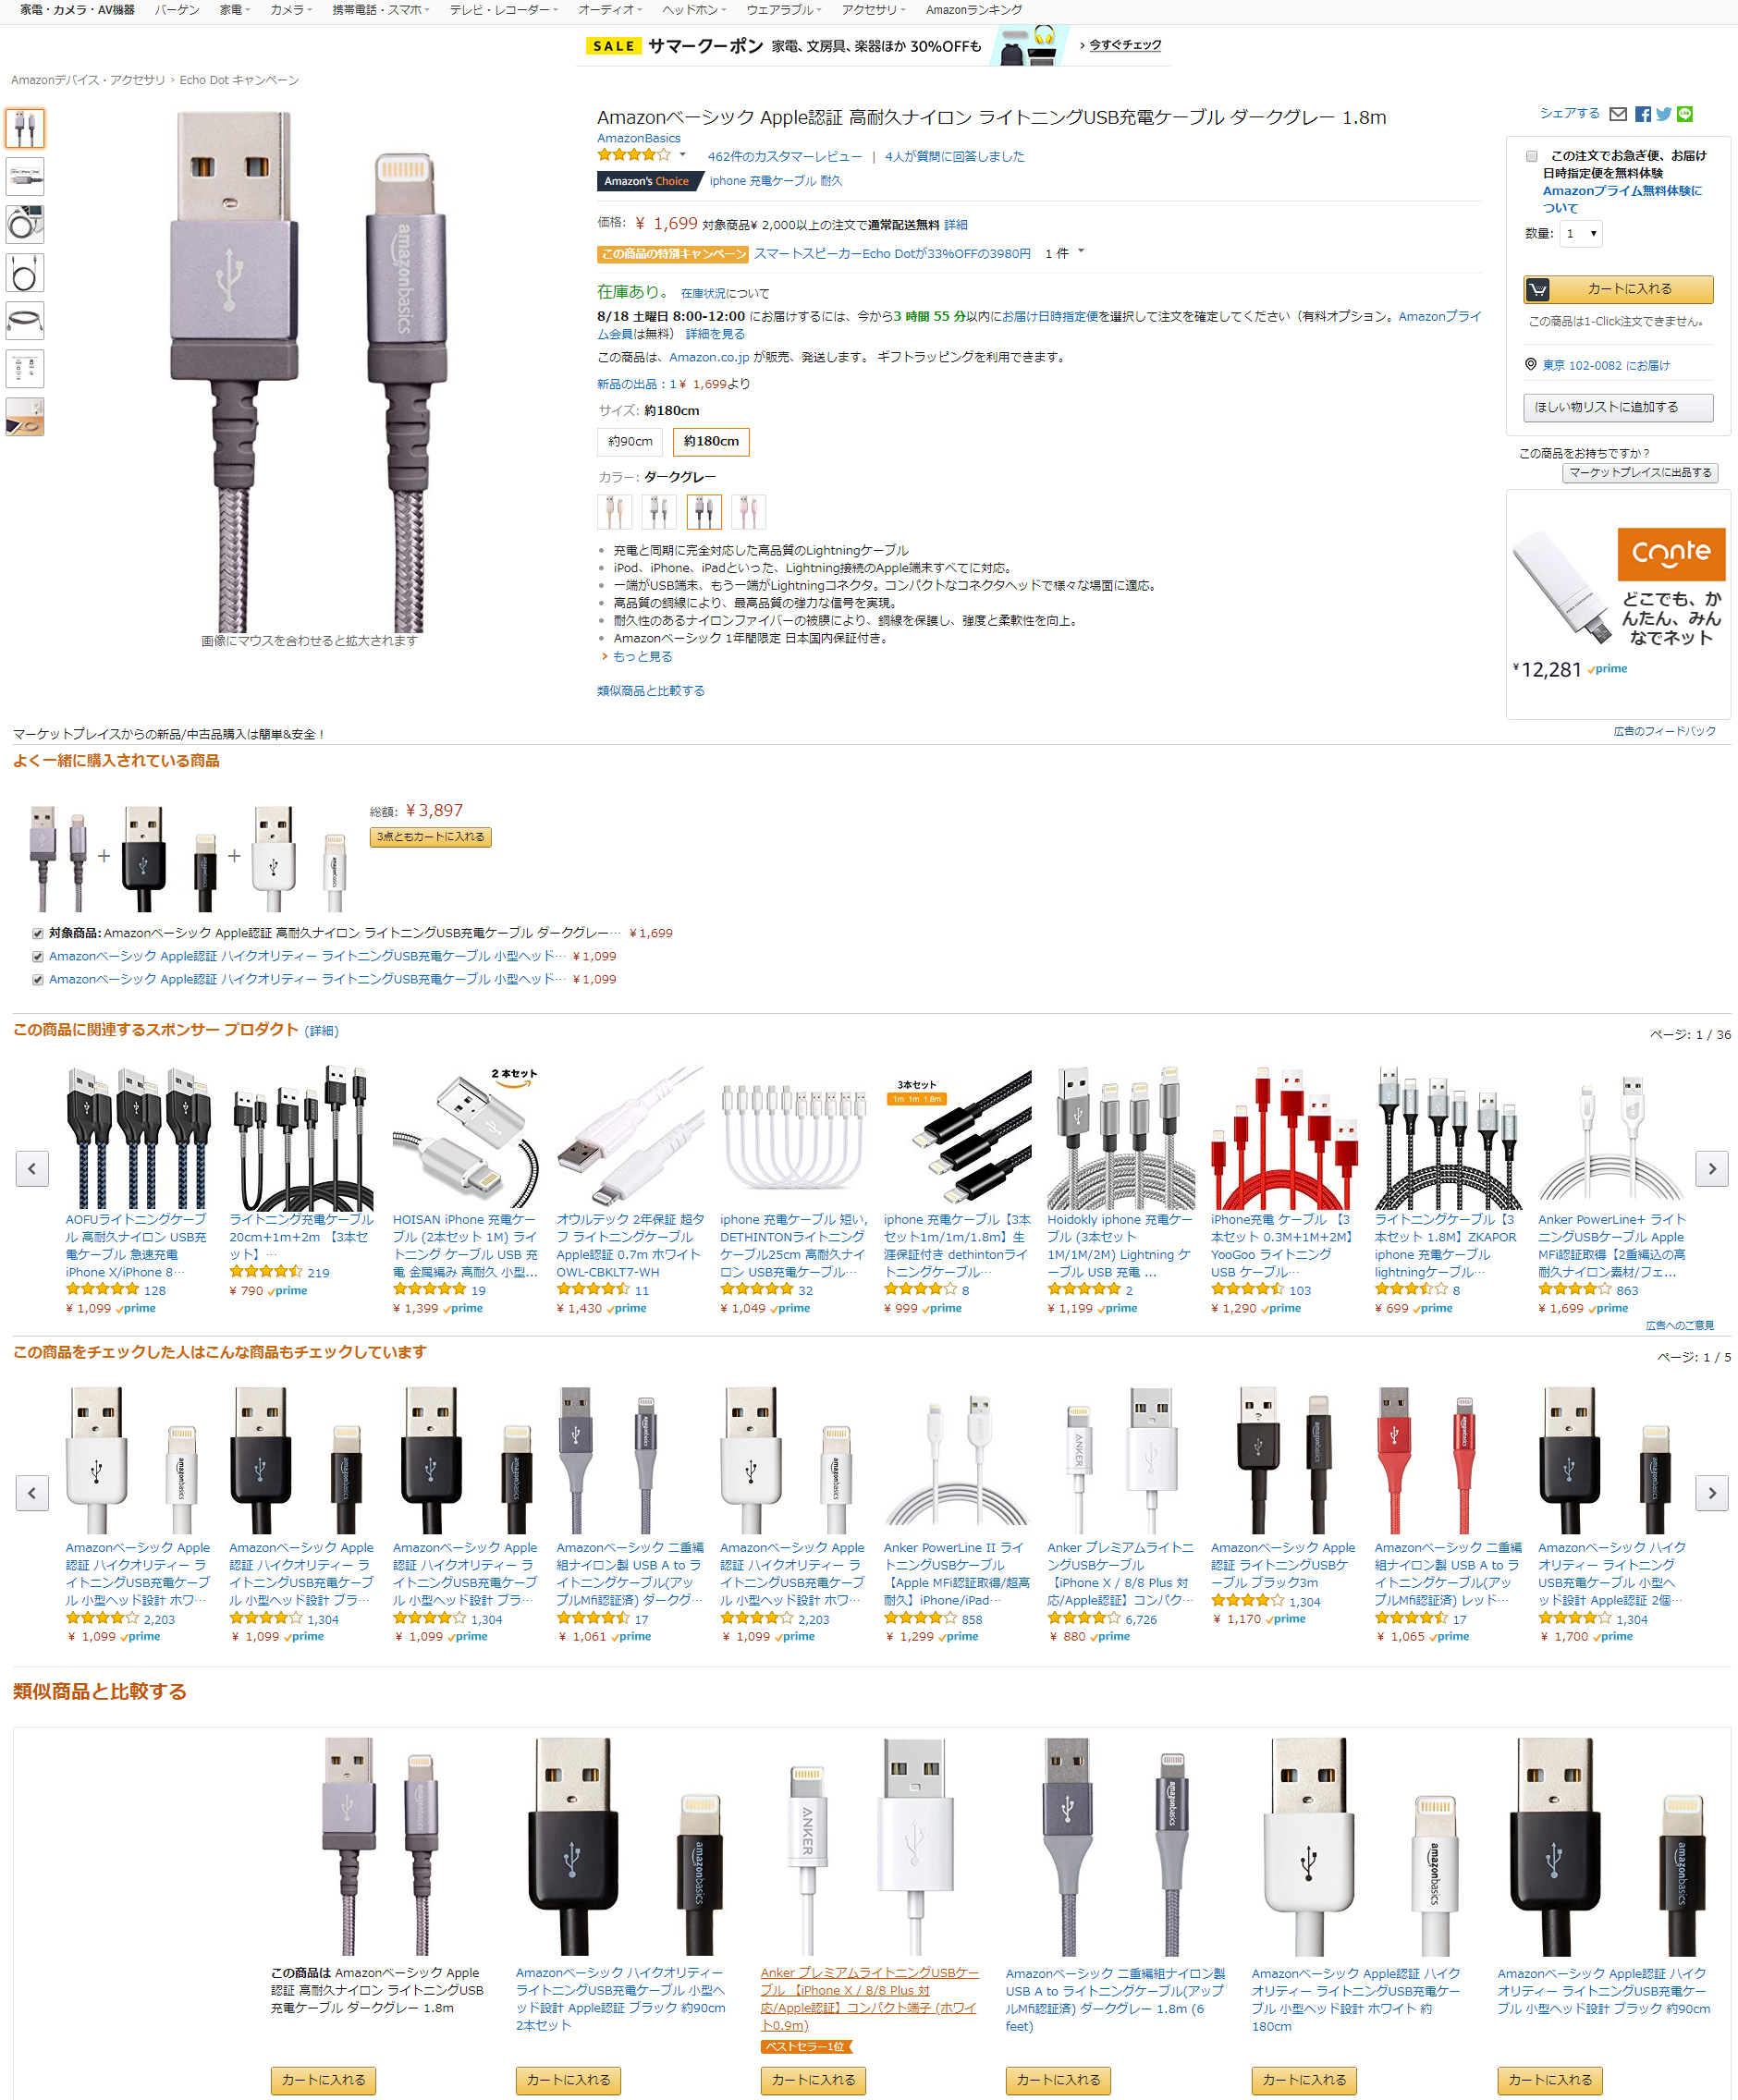 家電・カメラ・AV機器 バーゲン 家電 カメラ 携帯電話・スマホ テレビ・レコーダー オーディオ ヘッドホン ウェアラブル アクセサリ Amazonランキング
SALE サマークーポン 家電、文房具、楽器ほか 30%OFFも › 今すぐチェック
Amazonデバイス・アクセサリ › Echo Dot キャンペーン
amazonbasics
画像にマウスを合わせると拡大されます
Amazonベーシック Apple認証 高耐久ナイロン ライトニングUSB充電ケーブル ダークグレー 1.8m
AmazonBasics
462件のカスタマーレビュー | 4人が質問に回答しました
Amazon's Choice iphone 充電ケーブル 耐久
価格: ¥ 1,699 対象商品¥ 2,000以上の注文で通常配送無料 詳細
この商品の特別キャンペーン スマートスピーカーEcho Dotが33%OFFの3980円 1 件
在庫あり。 在庫状況について
8/18 土曜日 8:00-12:00 にお届けするには、今から3 時間 55 分以内にお届け日時指定便を選択して注文を確定してください（有料オプション。Amazonプライ
ム会員は無料） 詳細を見る
この商品は、Amazon.co.jp が販売、発送します。 ギフトラッピングを利用できます。
新品の出品：1¥ 1,699より
サイズ: 約180cm
約90cm 約180cm
カラー: ダークグレー
充電と同期に完全対応した高品質のLightningケーブル
iPod、iPhone、iPadといった、Lightning接続のApple端末すべてに対応。
一端がUSB端末、もう一端がLightningコネクタ。コンパクトなコネクタヘッドで様々な場面に適応。
高品質の銅線により、最高品質の強力な信号を実現。
耐久性のあるナイロンファイバーの被膜により、銅線を保護し、強度と柔軟性を向上。
Amazonベーシック 1年間限定 日本国内保証付き。
› もっと見る
類似商品と比較する
シェアする
この注文でお急ぎ便、お届け
日時指定便を無料体験
Amazonプライム無料体験に
ついて
数量: 1
カートに入れる
この商品は1-Click注文できません。
東京 102-0082 にお届け
ほしい物リストに追加する
この商品をお持ちですか？
マーケットプレイスに出品する
Conte
どこでも、か
んたん、みん
なでネット
¥12,281 prime
広告のフィードバック
マーケットプレイスからの新品/中古品購入は簡単&安全！
よく一緒に購入されている商品
+ +
総額: ¥3,897
3点ともカートに入れる
対象商品: Amazonベーシック Apple認証 高耐久ナイロン ライトニングUSB充電ケーブル ダークグレー… ¥1,699
Amazonベーシック Apple認証 ハイクオリティー ライトニングUSB充電ケーブル 小型ヘッド… ¥1,099
Amazonベーシック Apple認証 ハイクオリティー ライトニングUSB充電ケーブル 小型ヘッド… ¥1,099
この商品に関連するスポンサー プロダクト (詳細)
ページ: 1 / 36
AOFUライトニングケーブ
ル 高耐久ナイロン USB充
電ケーブル 急速充電
iPhone X/iPhone 8…
128
¥ 1,099 prime
ライトニング充電ケーブル
20cm+1m+2m 【3本セ
ット】…
219
¥ 790 prime
2本セット
HOISAN iPhone 充電ケー
ブル (2本セット 1M) ライ
トニング ケーブル USB 充
電 金属編み 高耐久 小型...
19
¥ 1,399 prime
オウルテック 2年保証 超タ
フ ライトニングケーブル
Apple認証 0.7m ホワイト
OWL-CBKLT7-WH
11
¥ 1,430 prime
iphone 充電ケーブル 短い,
DETHINTONライトニング
ケーブル25cm 高耐久ナイ
ロン USB充電ケーブル…
32
¥ 1,049 prime
3本セット
1m 1m 1.8m
iphone 充電ケーブル【3本
セット1m/1m/1.8m】生
涯保証付き dethintonライ
トニングケーブル…
8
¥ 999 prime
Hoidokly iphone 充電ケー
ブル (3本セット
1M/1M/2M) Lightning ケ
ーブル USB 充電 ...
2
¥ 1,199 prime
iPhone充電 ケーブル 【3
本セット 0.3M+1M+2M】
YooGoo ライトニング
USB ケーブル…
103
¥ 1,290 prime
ライトニングケーブル【3
本セット 1.8M】ZKAPOR
iphone 充電ケーブル
lightningケーブル…
8
¥ 699 prime
Anker PowerLine+ ライト
ニングUSBケーブル Apple
MFi認証取得【2重編込の高
耐久ナイロン素材/フェ...
863
¥ 1,699 prime
広告へのご意見
この商品をチェックした人はこんな商品もチェックしています
ページ: 1 / 5
Amazonベーシック Apple
認証 ハイクオリティー ラ
イトニングUSB充電ケーブ
ル 小型ヘッド設計 ホワ…
2,203
¥ 1,099 prime
Amazonベーシック Apple
認証 ハイクオリティー ラ
イトニングUSB充電ケーブ
ル 小型ヘッド設計 ブラ…
1,304
¥ 1,099 prime
Amazonベーシック Apple
認証 ハイクオリティー ラ
イトニングUSB充電ケーブ
ル 小型ヘッド設計 ブラ…
1,304
¥ 1,099 prime
Amazonベーシック 二重編
組ナイロン製 USB A to ラ
イトニングケーブル(アッ
プルMfi認証済) ダークグ…
17
¥ 1,061 prime
Amazonベーシック Apple
認証 ハイクオリティー ラ
イトニングUSB充電ケーブ
ル 小型ヘッド設計 ホワ…
2,203
¥ 1,099 prime
Anker PowerLine II ライ
トニングUSBケーブル
【Apple MFi認証取得/超高
耐久】iPhone/iPad…
858
¥ 1,299 prime
ANKER
Anker プレミアムライトニ
ングUSBケーブル
【iPhone X / 8/8 Plus 対
応/Apple認証】コンパク…
6,726
¥ 880 prime
Amazonベーシック Apple
認証 ライトニングUSBケ
ーブル ブラック3m
1,304
¥ 1,170 prime
Amazonベーシック 二重編
組ナイロン製 USB A to ラ
イトニングケーブル(アッ
プルMfi認証済) レッド…
17
¥ 1,065 prime
Amazonベーシック ハイク
オリティー ライトニング
USB充電ケーブル 小型ヘ
ッド設計 Apple認証 2個…
1,304
¥ 1,700 prime
類似商品と比較する
amazonbasics
amazonbasics
ANKER
amazonbasics
amazonbasics
amazonbasics
この商品は Amazonベーシック Apple
認証 高耐久ナイロン ライトニングUSB
充電ケーブル ダークグレー 1.8m
カートに入れる
Amazonベーシック ハイクオリティー
ライトニングUSB充電ケーブル 小型ヘ
ッド設計 Apple認証 ブラック 約90cm
2本セット
カートに入れる
Anker プレミアムライトニングUSBケー
ブル 【iPhone X / 8/8 Plus 対
応/Apple認証】コンパクト端子 (ホワイ
ト0.9m)
ベストセラー1位
カートに入れる
Amazonベーシック 二重編組ナイロン製
USB A to ライトニングケーブル(アップ
ルMfi認証済) ダークグレー 1.8m (6
feet)
カートに入れる
Amazonベーシック Apple認証 ハイク
オリティー ライトニングUSB充電ケー
ブル 小型ヘッド設計 ホワイト 約
180cm
カートに入れる
Amazonベーシック Apple認証 ハイク
オリティー ライトニングUSB充電ケー
ブル 小型ヘッド設計 ブラック 約90cm
カートに入れる